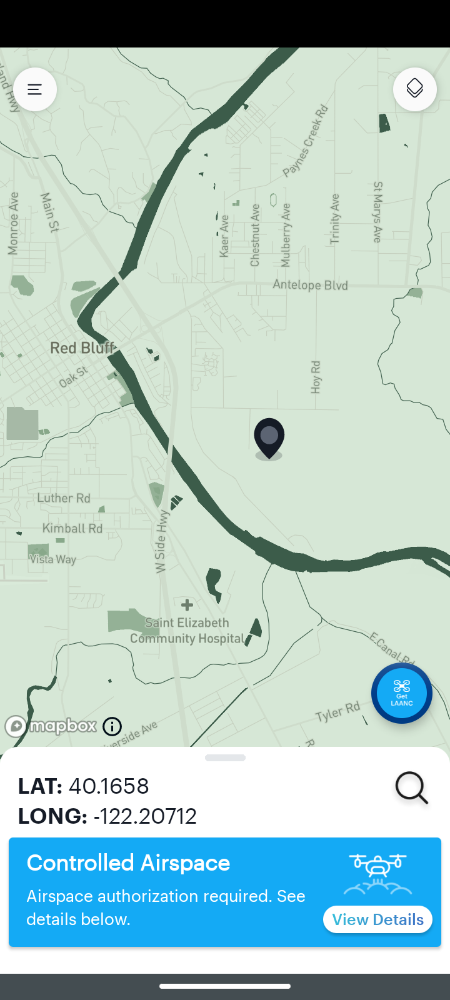 land Hwy
Paynes Creek Rd
Monroe Ave
Main St
Kaer Ave
Chestnut Ave
Mulberry Ave
Trinity Ave
St Marys Ave
Antelope Blvd
Red Bluff
Oak St
Hoy Rd
Luther Rd
Kimball Rd
Vista Way
W Side Hwy
Saint Elizabeth
Community Hospital
E Canal Rd
Get
LAANC
Tyler Rd
mapbox
verside Ave
R
LAT: 40.1658
LONG: -122.20712
Controlled Airspace
Airspace authorization required. See
details below.
View Details